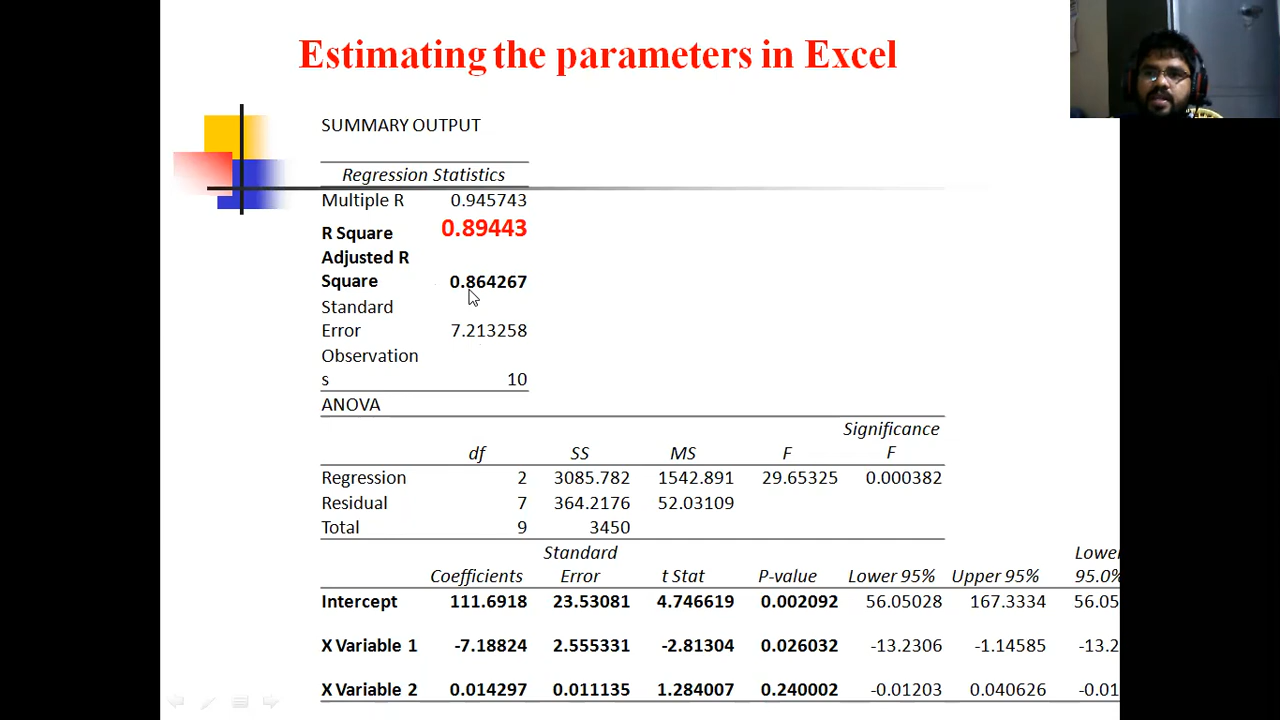 Estimating the parameters in Excel
SUMMARY OUTPUT
Regression Statistics
Multiple R 0.945743
R Square 0.89443
Adjusted R
Square 0.864267
Standard
Error 7.213258
Observation
s 10
ANOVA
Significance
df SS MS F F
Regression 2 3085.782 1542.891 29.65325 0.000382
Residual 7 364.2176 52.03109
Total 9 3450
Standard Lower
Coefficients Error t Stat P-value Lower 95% Upper 95% 95.0%
Intercept 111.6918 23.53081 4.746619 0.002092 56.05028 167.3334 56.05
X Variable 1 -7.18824 2.555331 -2.81304 0.026032 -13.2306 -1.14585 -13.2
X Variable 2 0.014297 0.011135 1.284007 0.240002 -0.01203 0.040626 -0.01